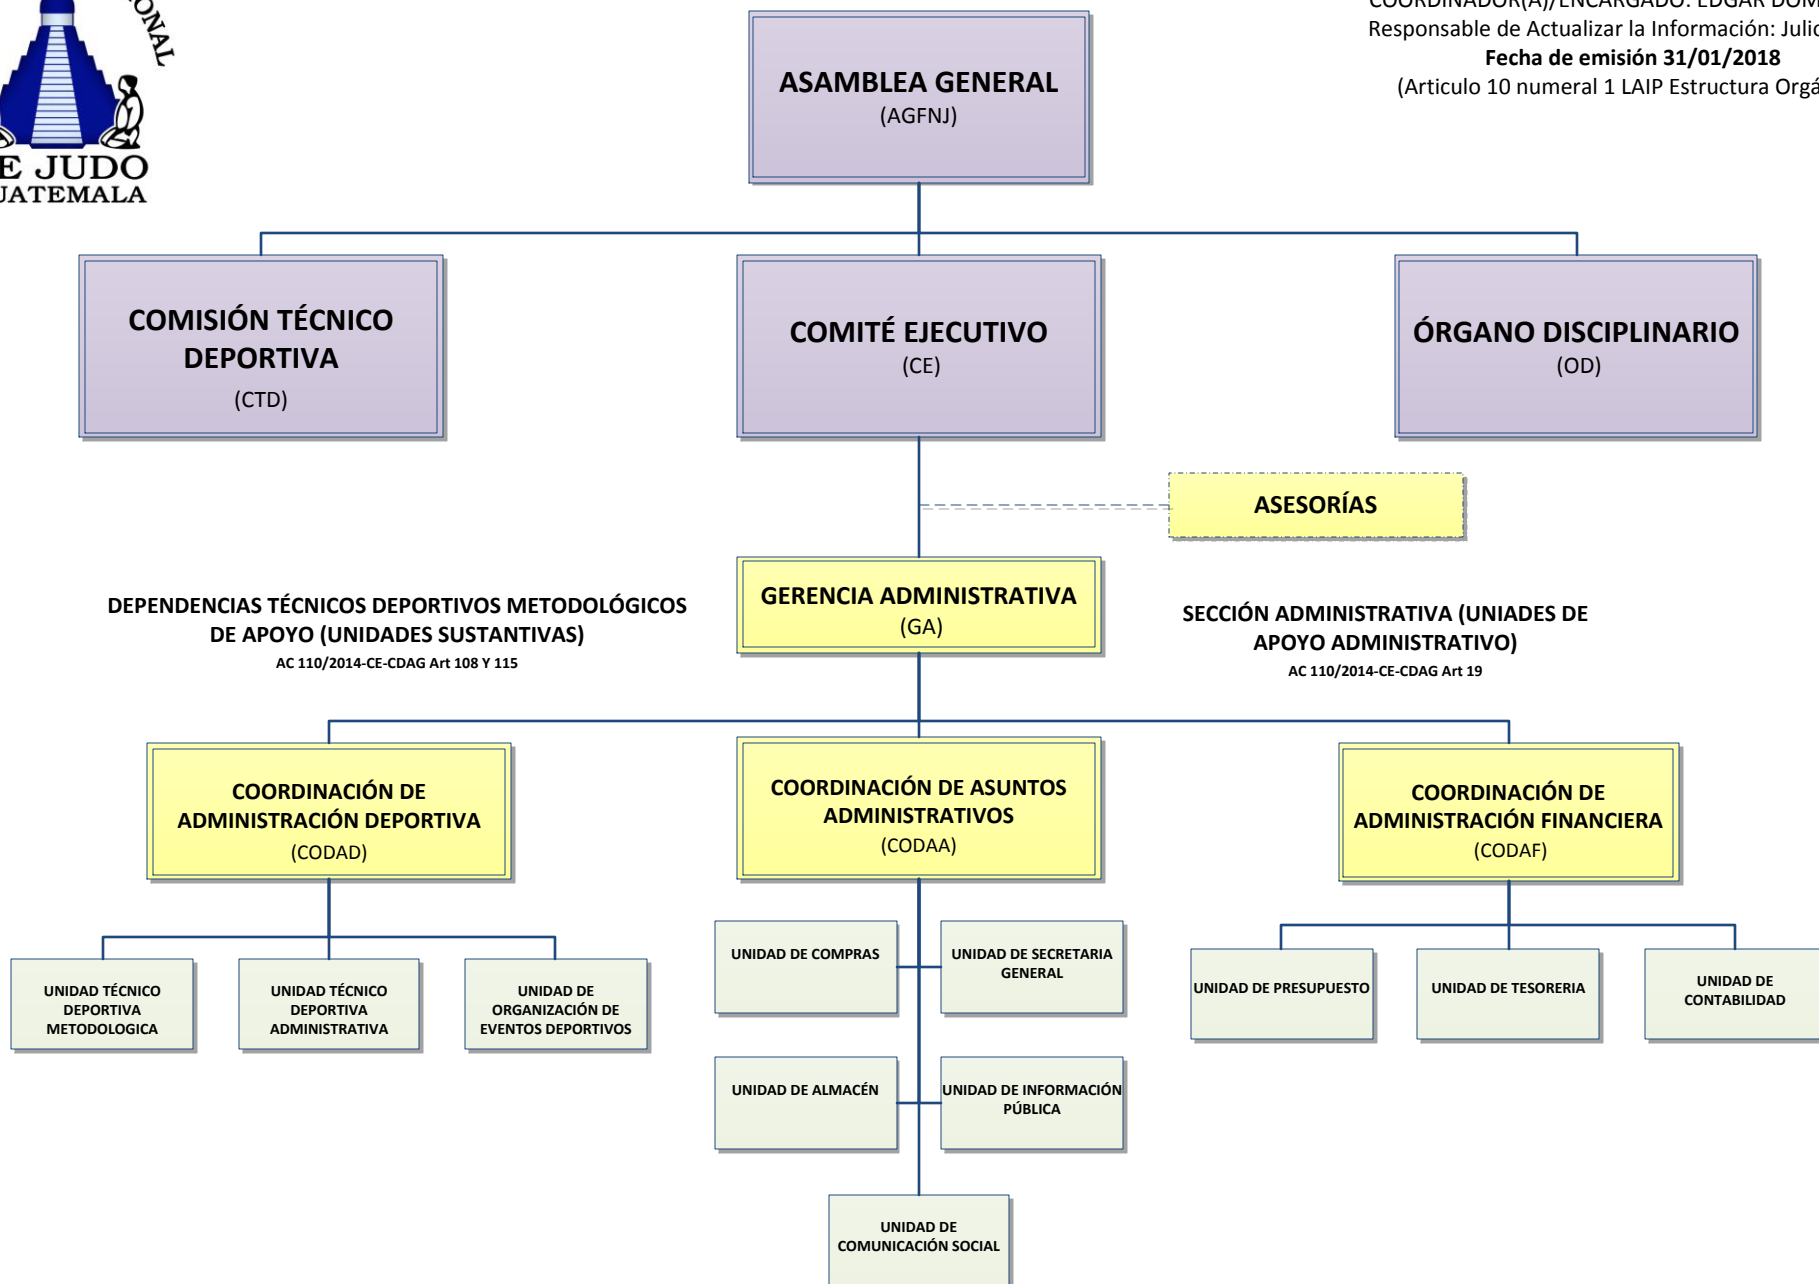 DE JUDO
GUATEMALA
COORDINADOR(A)/ENCARGADO: EDGAR
Responsable de Actualizar la Información:
Fecha de emisión 31/01/2018
(Articulo 10 numeral 1 LAIP Estructura
ASAMBLEA GENERAL
(AGFNJ)
COMISIÓN TÉCNICO
DEPORTIVA
(CTD)
COMITÉ EJECUTIVO
(CE)
ÓRGANO DISCIPLINARIO
(OD)
ASESORÍAS
GERENCIA ADMINISTRATIVA
(GA)
DEPENDENCIAS TÉCNICOS DEPORTIVOS METODOLÓGICOS
DE APOYO (UNIDADES SUSTANTIVAS)
AC 110/2014-CE-CDAG Art 108 Y 115
SECCIÓN ADMINISTRATIVA (UNIADES DE
APOYO ADMINISTRATIVO)
AC 110/2014-CE-CDAG Art 19
COORDINACIÓN DE
ADMINISTRACIÓN DEPORTIVA
(CODAD)
COORDINACIÓN DE ASUNTOS
ADMINISTRATIVOS
(CODAA)
COORDINACIÓN DE
ADMINISTRACIÓN FINANCIERA
(CODAF)
UNIDAD TÉCNICO
DEPORTIVA
METODOLOGICA
UNIDAD TÉCNICO
DEPORTIVA
ADMINISTRATIVA
UNIDAD DE
ORGANIZACIÓN DE
EVENTOS DEPORTIVOS
UNIDAD DE COMPRAS
UNIDAD DE SECRETARIA
GENERAL
UNIDAD DE ALMACÉN
UNIDAD DE INFORMACIÓN
PÚBLICA
UNIDAD DE
COMUNICACIÓN SOCIAL
UNIDAD DE PRESUPUESTO
UNIDAD DE TESORERIA
UNIDAD DE
CONTABILIDAD